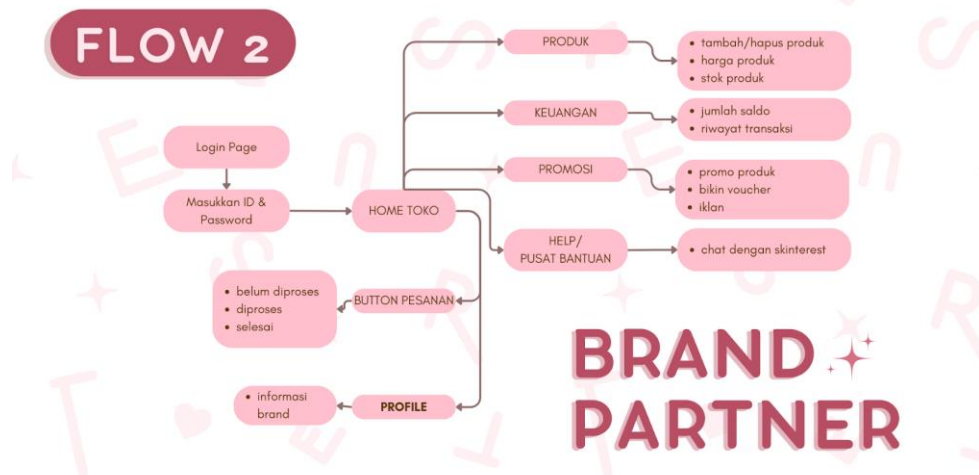 FLOW 2
Login Page
Masukkan ID &
Password
HOME TOKO
PRODUK
• tambah/hapus produk
• harga produk
• stok produk
KEUANGAN
• jumlah saldo
• riwayat transaksi
PROMOSI
• promo produk
• bikin voucher
• iklan
HELP/
PUSAT BANTUAN
• chat dengan skinterest
BUTTON PESANAN
• belum diproses
• diproses
• selesai
PROFILE
• informasi
brand
BRAND
PARTNER